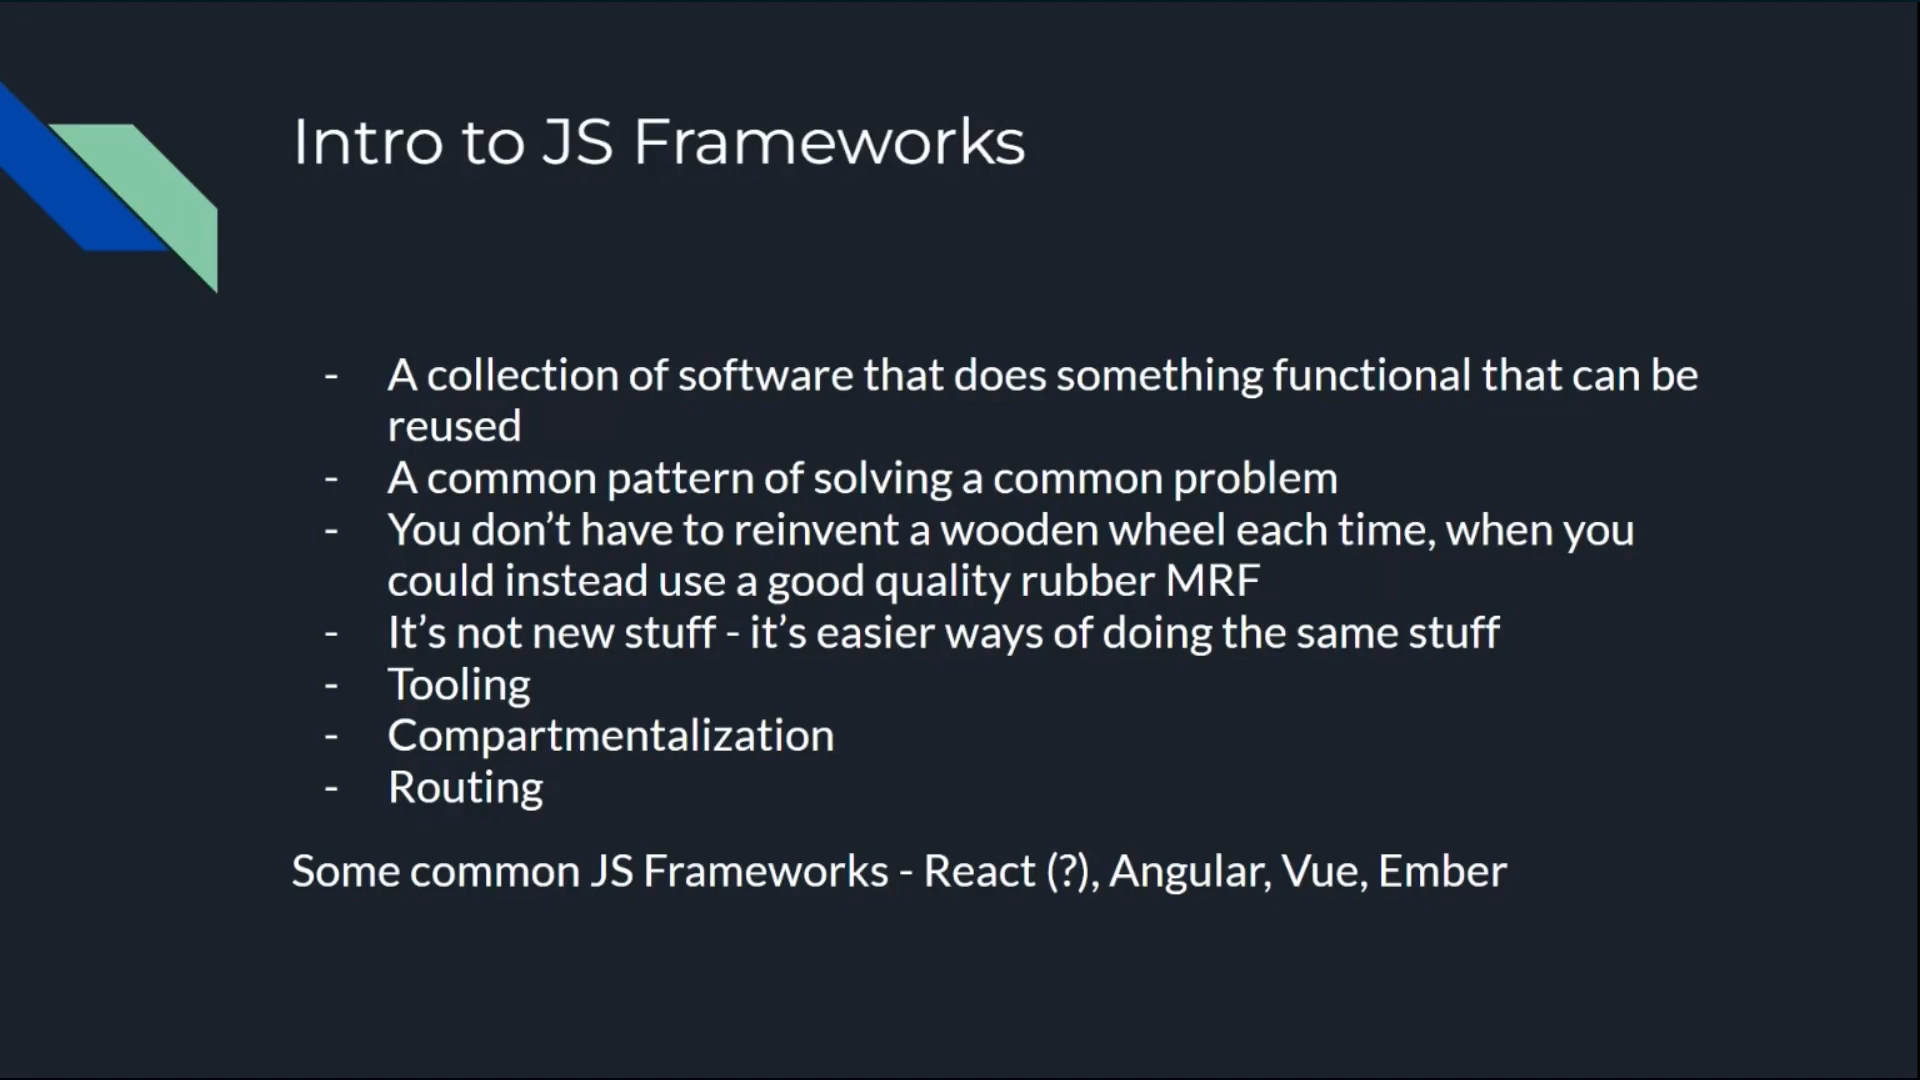 Intro to JS Frameworks
- A collection of software that does something functional that can be
reused
- A common pattern of solving a common problem
- You don’t have to reinvent a wooden wheel each time, when you
could instead use a good quality rubber MRF
- It’s not new stuff - it’s easier ways of doing the same stuff
- Tooling
- Compartmentalization
- Routing
Some common JS Frameworks - React (?), Angular, Vue, Ember